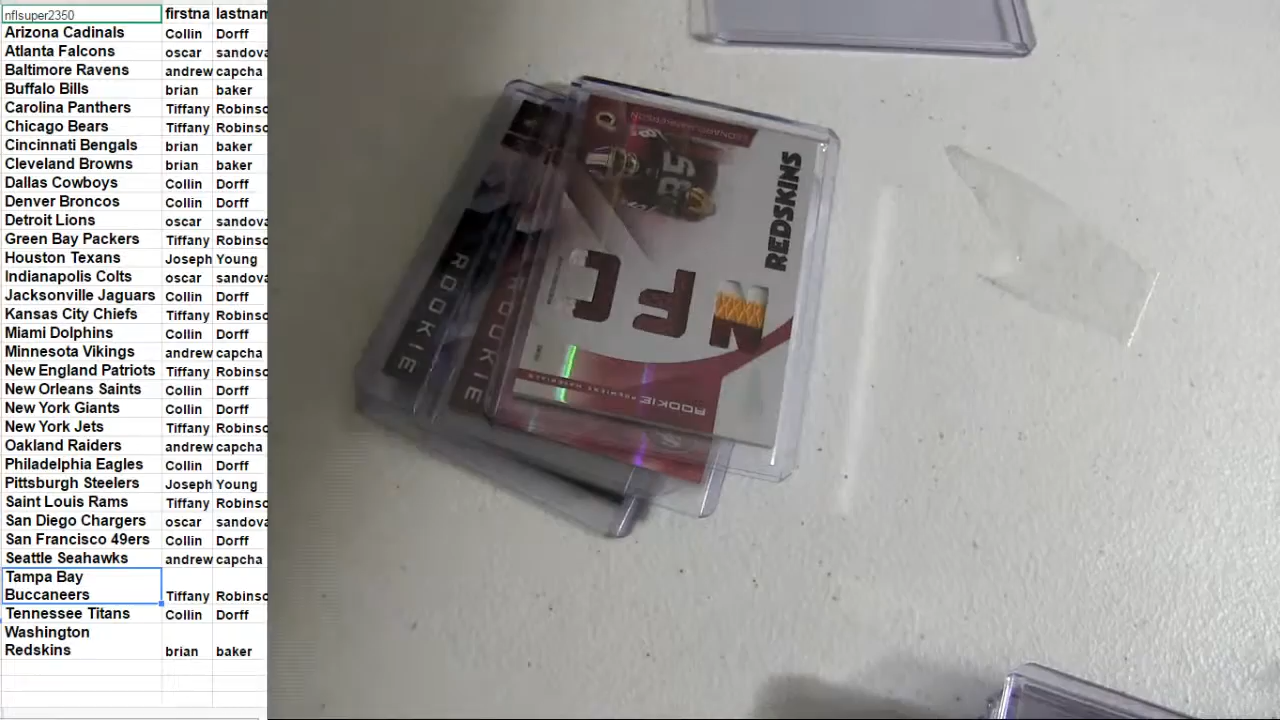 nflsuper2350 firstna lastnam
Arizona Cadinals Collin Dorff
Atlanta Falcons oscar sandova
Baltimore Ravens andrew capcha
Buffalo Bills brian baker
Carolina Panthers Tiffany Robinso
Chicago Bears Tiffany Robinso
Cincinnati Bengals brian baker
Cleveland Browns brian baker
Dallas Cowboys Collin Dorff
Denver Broncos Collin Dorff
Detroit Lions oscar sandova
Green Bay Packers Tiffany Robinso
Houston Texans Joseph Young
Indianapolis Colts oscar sandova
Jacksonville Jaguars Collin Dorff
Kansas City Chiefs Tiffany Robinso
Miami Dolphins Collin Dorff
Minnesota Vikings andrew capcha
New England Patriots Tiffany Robinso
New Orleans Saints Collin Dorff
New York Giants Collin Dorff
New York Jets Tiffany Robinso
Oakland Raiders andrew capcha
Philadelphia Eagles Collin Dorff
Pittsburgh Steelers Joseph Young
Saint Louis Rams Tiffany Robinso
San Diego Chargers oscar sandova
San Francisco 49ers Collin Dorff
Seattle Seahawks andrew capcha
Tampa Bay
Buccaneers Tiffany Robinso
Tennessee Titans Collin Dorff
Washington
Redskins brian baker
LEONARD HANKERSON
85
REDSKINS
NFC
ROOKIE PREMIERE MATERIALS
ROOKIE
ROOKIE